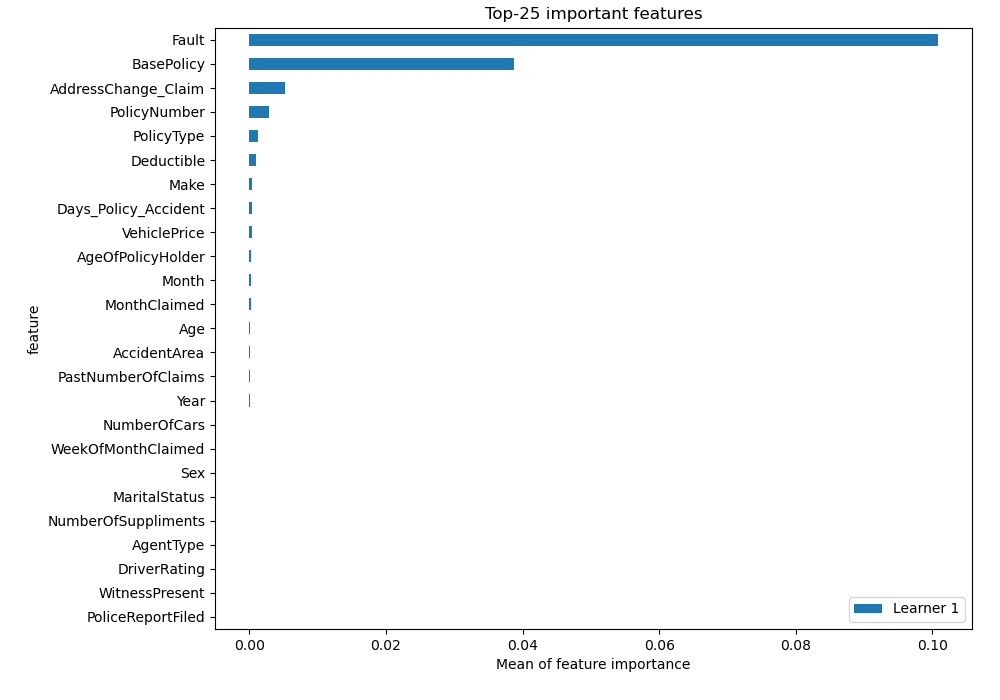 Top-25 important features
Fault
BasePolicy
AddressChange_Claim
PolicyNumber
PolicyType
Deductible
Make
Days_Policy_Accident
VehiclePrice
AgeOfPolicyHolder
Month
MonthClaimed
Age
AccidentArea
PastNumberOfClaims
Year
NumberOfCars
WeekOfMonthClaimed
Sex
MaritalStatus
NumberOfSuppliments
AgentType
DriverRating
WitnessPresent
PoliceReportFiled
feature
Learner 1
0.00 0.02 0.04 0.06 0.08 0.10
Mean of feature importance